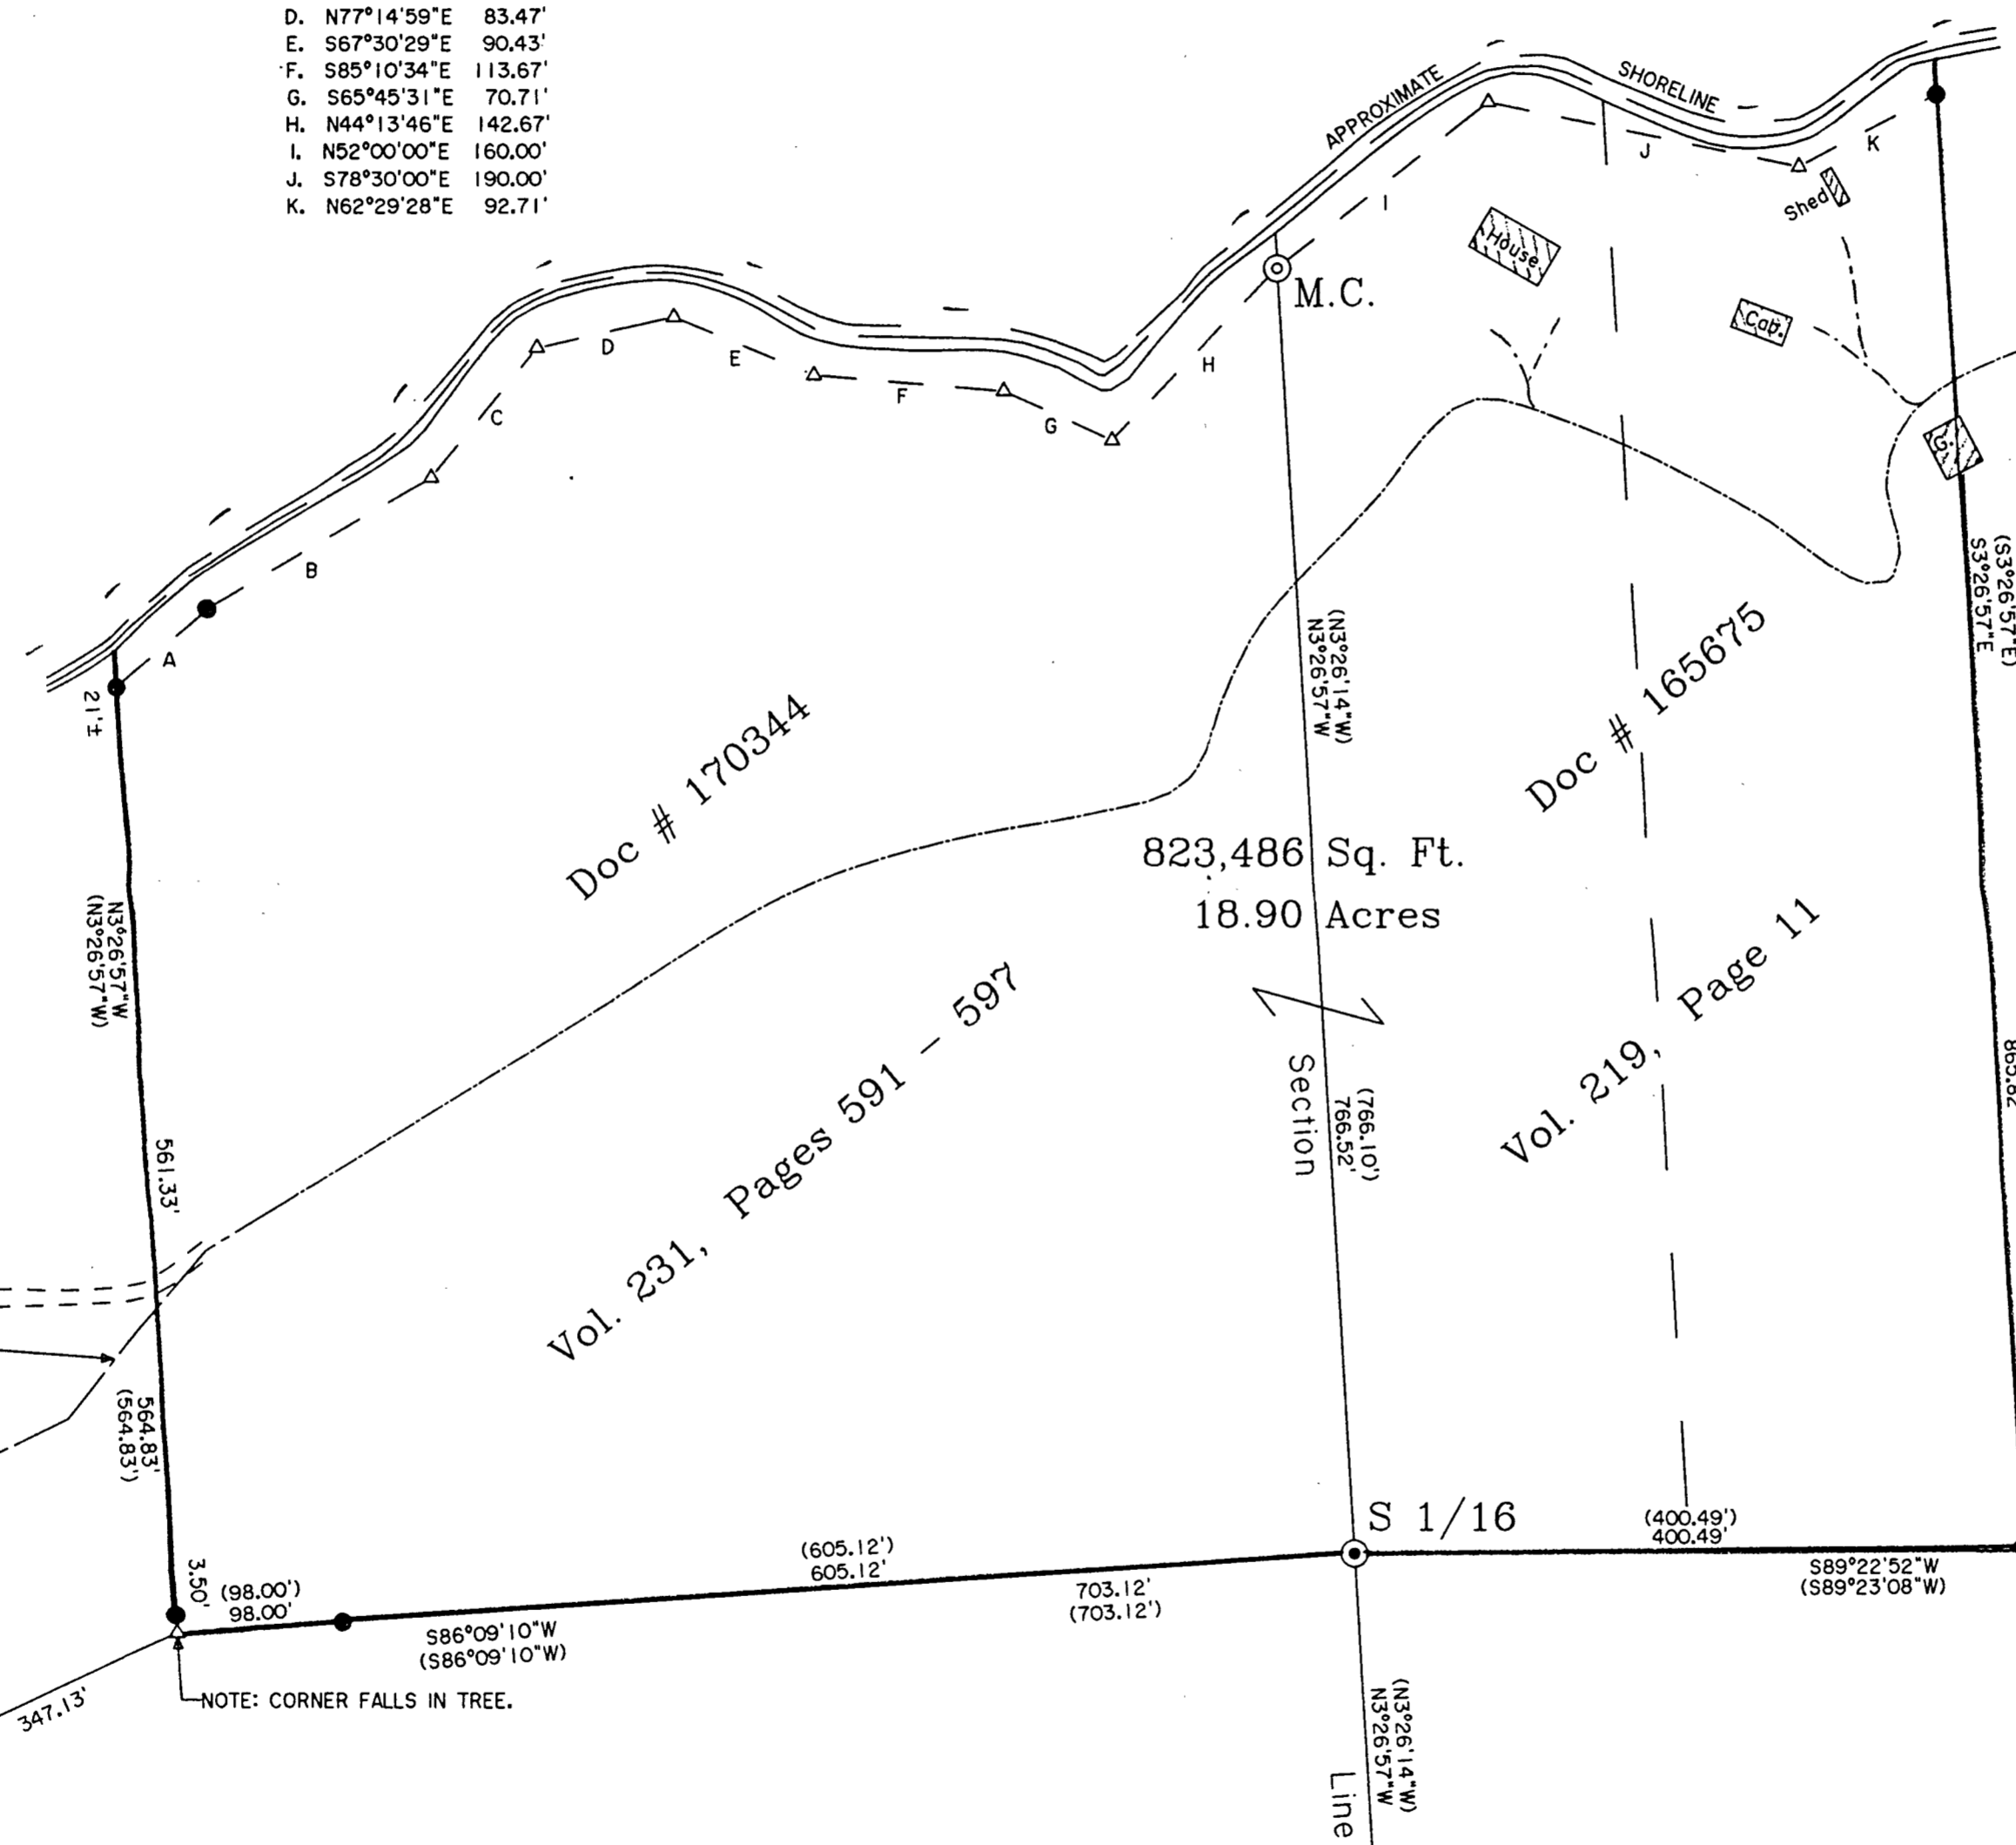 D. N77°14'59"E 83.47'
E. S67°30'29"E 90.43'
F. S85°10'34"E 113.67'
G. S65°45'31"E 70.71'
H. N44°13'46"E 142.67'
I. N52°00'00"E 160.00'
J. S78°30'00"E 190.00'
K. N62°29'28"E 92.71'
APPROXIMATE SHORELINE
J
K
I
Shed
House
M.C.
Cab.
D
E
H
F
C
G
G.
B
A
21'±
(S3°26'57"E)
S3°26'57"E
(N3°26'14"W)
N3°26'57"W
Doc # 170344
Doc # 165675
823,486 Sq. Ft.
18.90 Acres
N3°26'57"W
(N3°26'57"W)
Vol. 231, Pages 591 - 597
Vol. 219, Page 11
865.82
Section
(766.10')
766.52'
561.33'
564.83'
(564.83')
S 1/16
(400.49')
400.49'
S89°22'52"W
(S89°23'08"W)
(605.12')
605.12'
703.12'
(703.12')
3.50'
(98.00')
98.00'
S86°09'10"W
(S86°09'10"W)
NOTE: CORNER FALLS IN TREE.
347.13'
(N3°26'14"W)
N3°26'57"W
Line